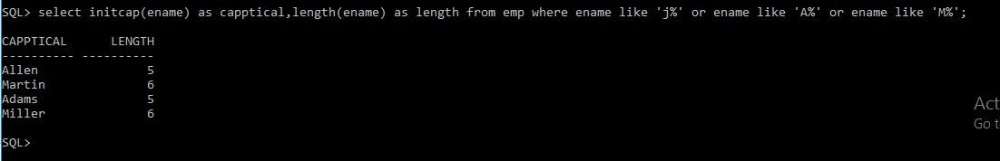 SQL> select initcap(ename) as capptical,length(ename) as length from emp where ename like 'j%' or ename like 'A%' or ename like 'M%';
CAPPTICAL      LENGTH
---------- ----------
Allen               5
Martin              6
Adams               5
Miller              6
SQL>
Act
Go t